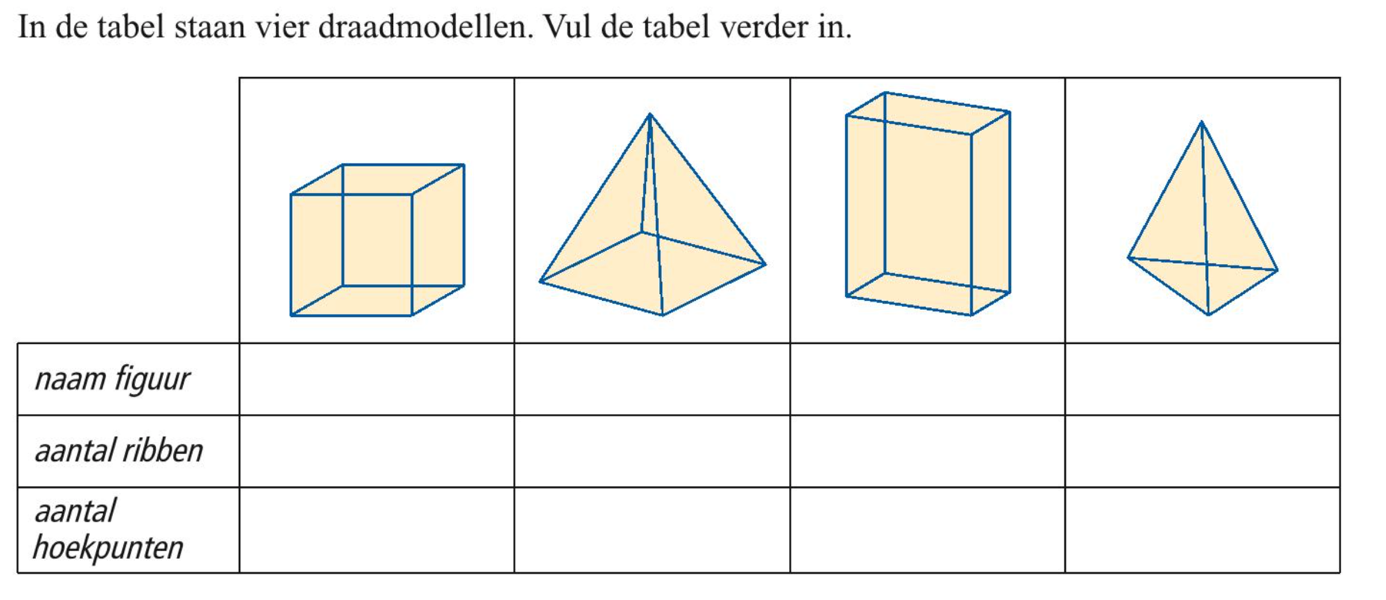 In de tabel staan vier draadmodellen. Vul de tabel verder in.
naam figuur
aantal ribben
aantal
hoekpunten